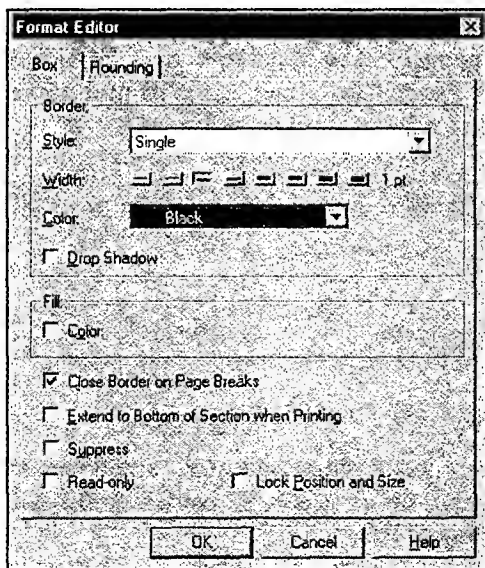 Format Editor
Box Rounding
Border
Style: Single
Width: 1 pt
Color: Black
Drop Shadow
Fill
Color
Close Border on Page Breaks
Extend to Bottom of Section when Printing
Suppress
Read-only Lock Position and Size
OK Cancel Help